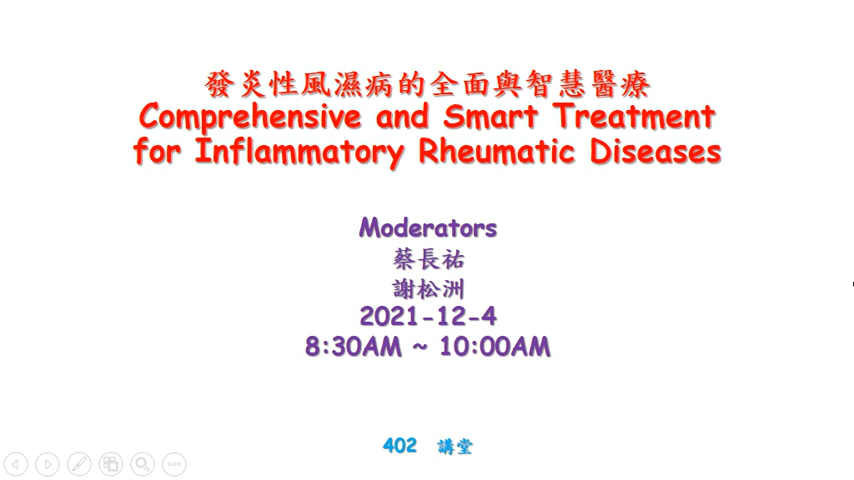 發炎性風濕病的全面與智慧醫療
Comprehensive and Smart Treatment
for Inflammatory Rheumatic Diseases
Moderators
蔡長祐
謝松洲
2021-12-4
8:30AM ~ 10:00AM
402 講堂